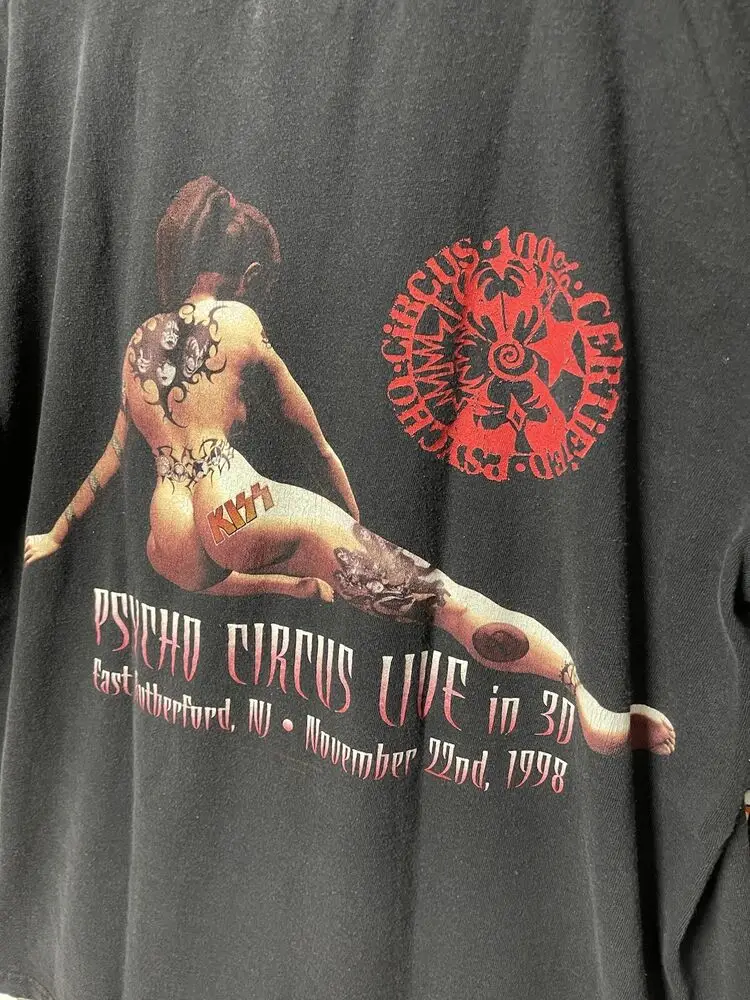 PSYCHO-CiRCUS • 100% • CERTiFiED •
KISS
PSYCHO CIRCUS LIVE in 3D
East Rutherford, NJ • November 22nd, 1998